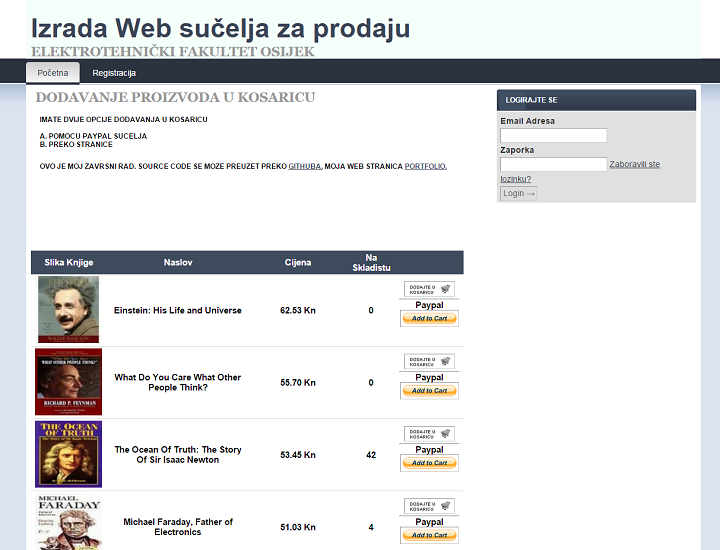 Izrada Web sučelja za prodaju
ELEKTROTEHNIČKI FAKULTET OSIJEK
Početna
Registracija
DODAVANJE PROIZVODA U KOSARICU
IMATE DVIJE OPCIJE DODAVANJA U KOSARICU
A. POMOCU PAYPAL SUCELJA
B. PREKO STRANICE
OVO JE MOJ ZAVRSNI RAD. SOURCE CODE SE MOZE PREUZET PREKO GITHUBA. MOJA WEB STRANICA PORTFOLIO.
LOGIRAJTE SE
Email Adresa
Zaporka
Zaboravili ste
lozinku?
Login →
Slika Knjige
Naslov
Cijena
Na
Skladistu
Einstein: His Life and Universe
62.53 Kn
0
DODAJTE U
KOSARICU
Paypal
Add to Cart
WHAT OTHER PEOPLE THINK?
RICHARD P. FEYNMAN
What Do You Care What Other
People Think?
55.70 Kn
0
DODAJTE U
KOSARICU
Paypal
Add to Cart
THE OCEAN
OF TRUTH
The Story of Sir Isaac Newton
The Ocean Of Truth: The Story
Of Sir Isaac Newton
53.45 Kn
42
DODAJTE U
KOSARICU
Paypal
Add to Cart
MICHAEL
FARADAY
Michael Faraday, Father of
Electronics
51.03 Kn
4
DODAJTE U
KOSARICU
Paypal
Add to Cart